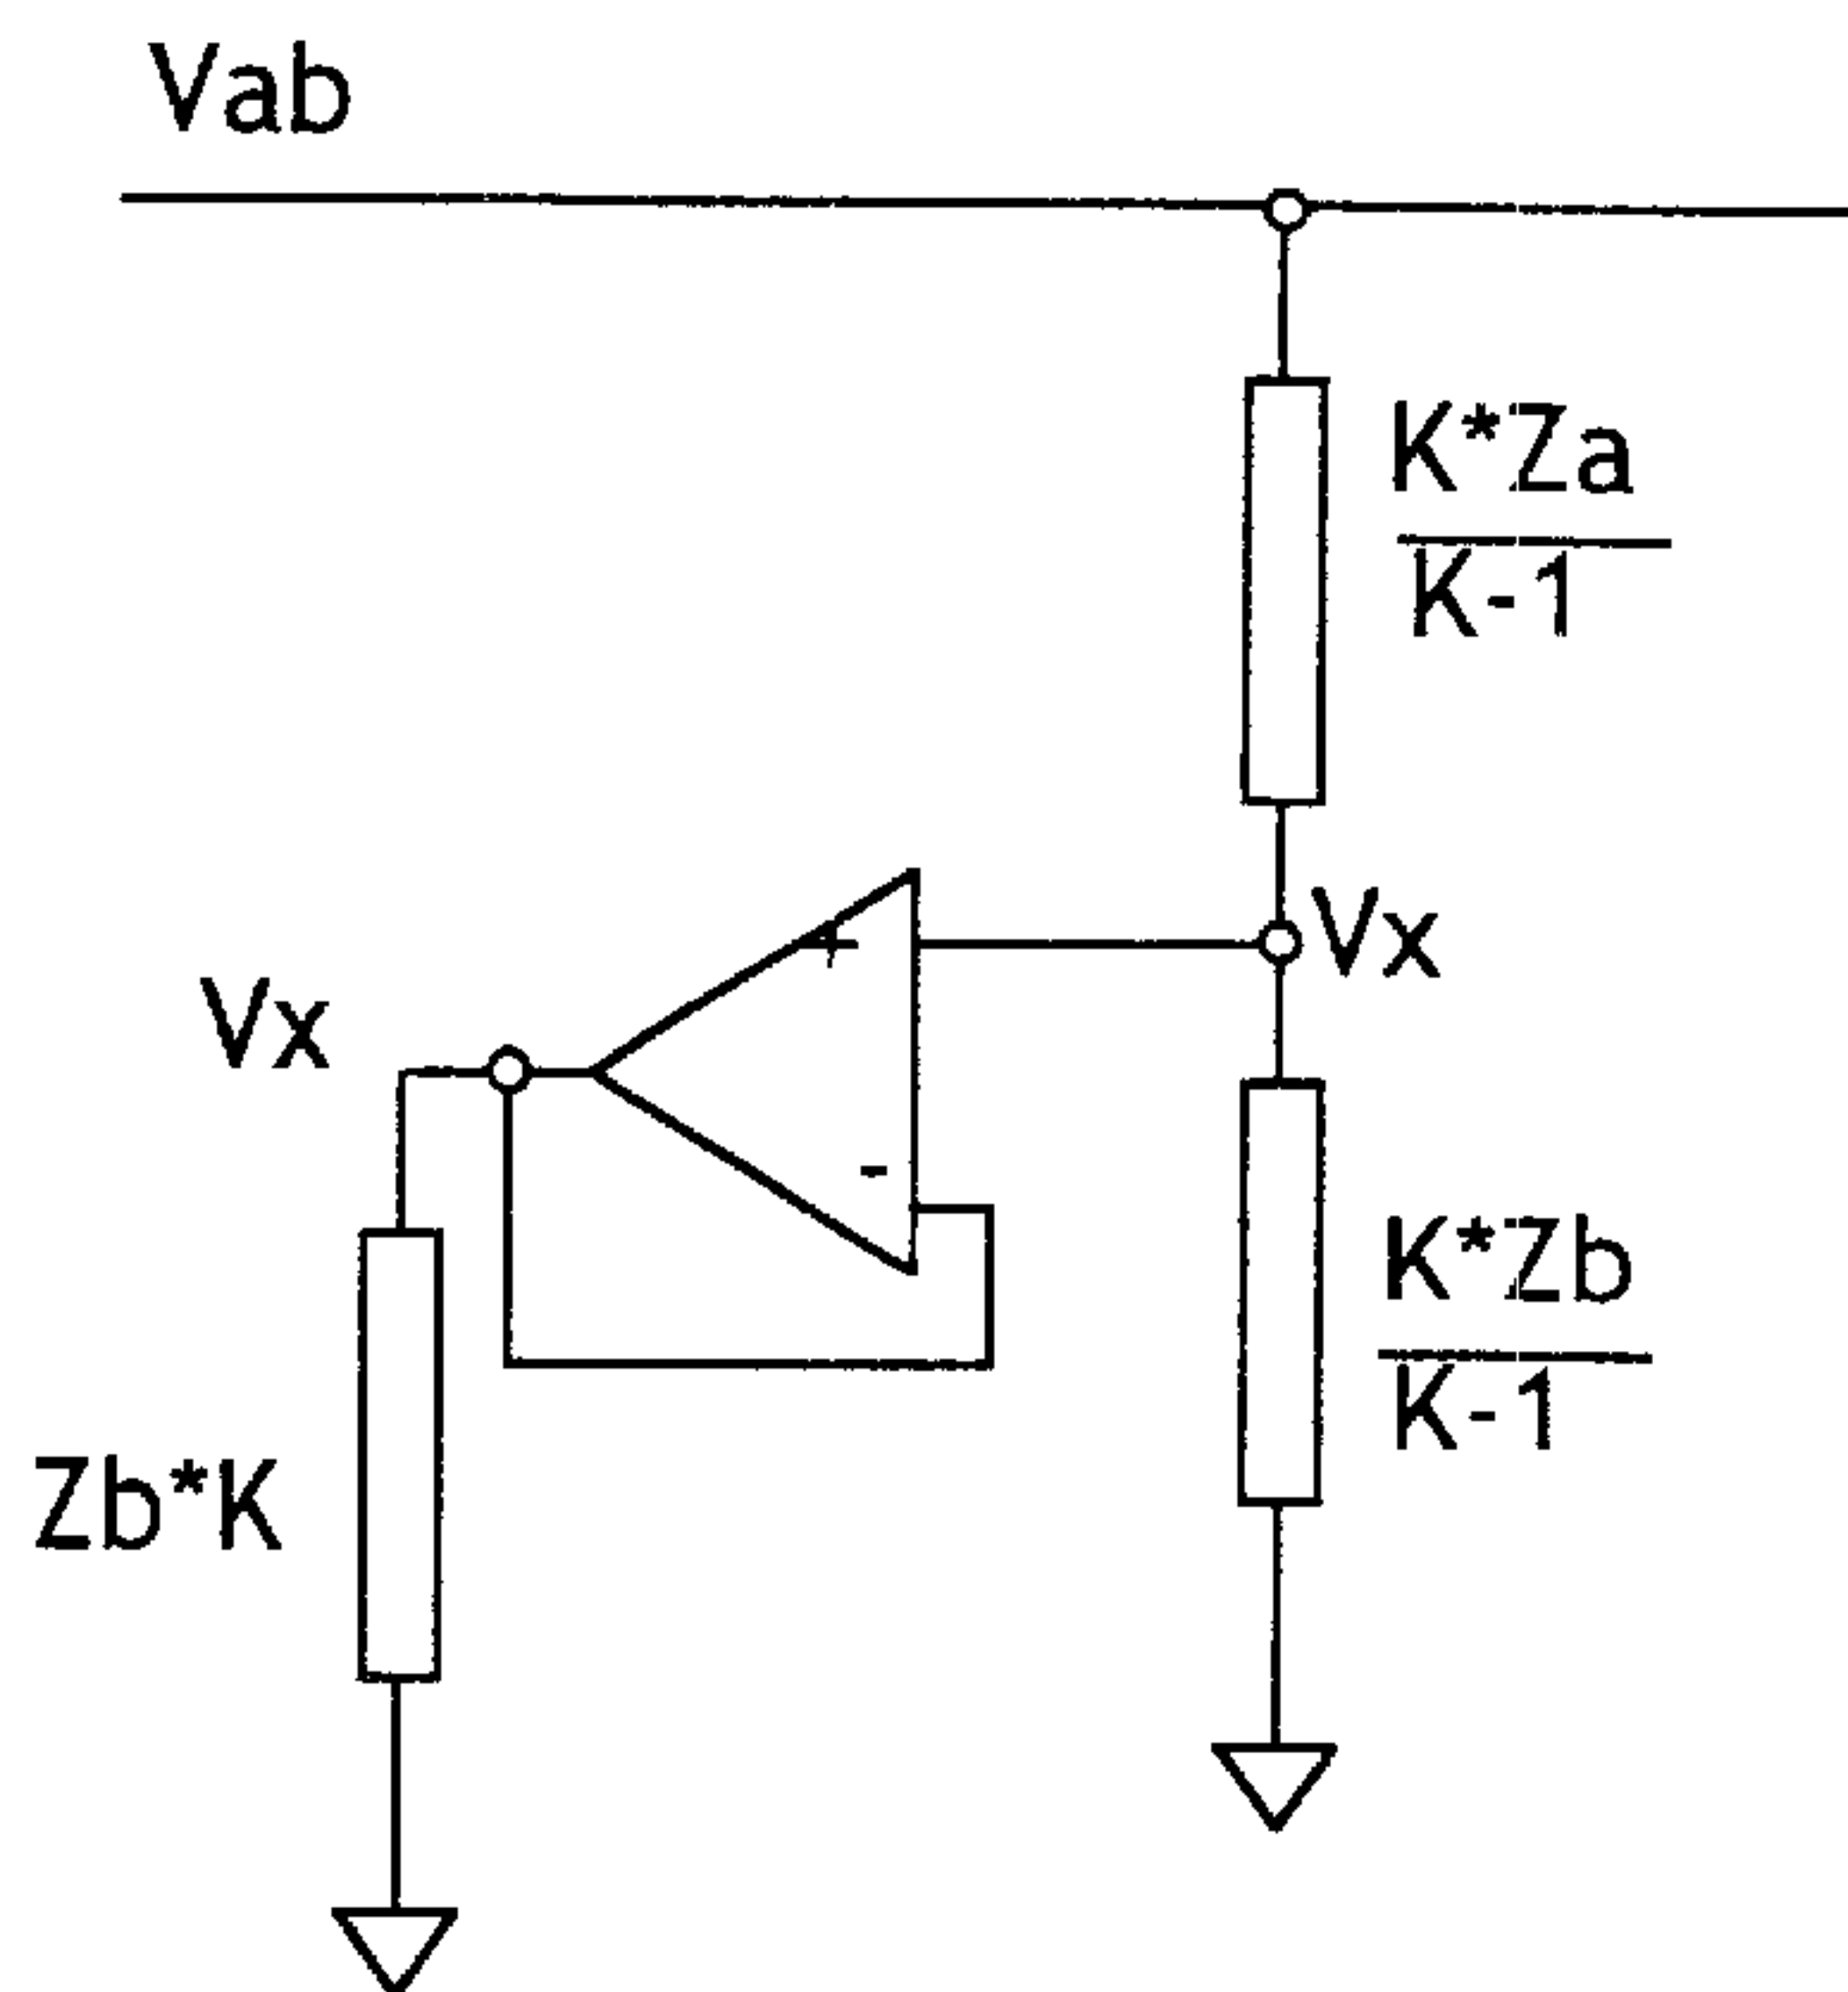 Vab
K*Za
K-1
+
Vx
Vx
-
K*Zb
K-1
Zb*K